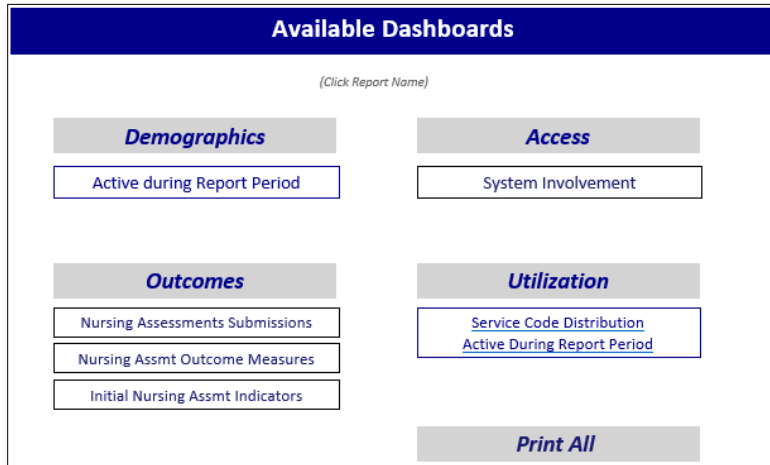 Available Dashboards
(Click Report Name)
Demographics
Active during Report Period
Access
System Involvement
Outcomes
Nursing Assessments Submissions
Nursing Assmt Outcome Measures
Initial Nursing Assmt Indicators
Utilization
Service Code Distribution
Active During Report Period
Print All